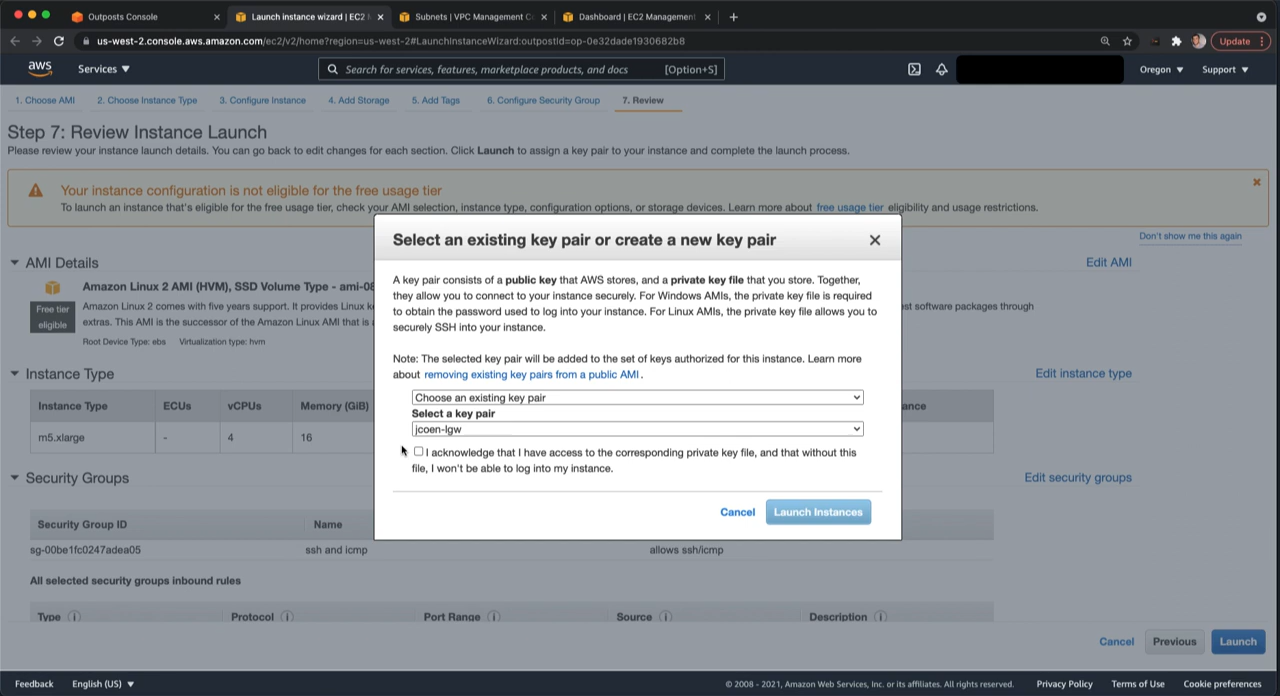 Outposts Console
Launch instance wizard | EC2 M
Subnets | VPC Management C
Dashboard | EC2 Management
us-west-2.console.aws.amazon.com/ec2/v2/home?region=us-west-2#LaunchInstanceWizard:outpostId=op-0e32dade1930682b8
Update
aws
Services
Search for services, features, marketplace products, and docs [Option+S]
Oregon
Support
1. Choose AMI
2. Choose Instance Type
3. Configure Instance
4. Add Storage
5. Add Tags
6. Configure Security Group
7. Review
Step 7: Review Instance Launch
Please review your instance launch details. You can go back to edit changes for each section. Click Launch to assign a key pair to your instance and complete the launch process.
Your instance configuration is not eligible for the free usage tier
To launch an instance that's eligible for the free usage tier, check your AMI selection, instance type, configuration options, or storage devices. Learn more about free usage tier eligibility and usage restrictions.
Don't show me this again
AMI Details
Edit AMI
Amazon Linux 2 AMI (HVM), SSD Volume Type - ami-08
Free tier eligible
Amazon Linux 2 comes with five years support. It provides Linux k
st software packages through
extras. This AMI is the successor of the Amazon Linux AMI that is
Root Device Type: ebs Virtualization type: hvm
Instance Type
Edit instance type
Instance Type
ECUs
vCPUs
Memory (GiB)
ance
m5.xlarge
-
4
16
Security Groups
Edit security groups
Security Group ID
Name
sg-00be1fc0247adea05
ssh and icmp
allows ssh/icmp
All selected security groups inbound rules
Type
Protocol
Port Range
Source
Description
Select an existing key pair or create a new key pair
A key pair consists of a public key that AWS stores, and a private key file that you store. Together,
they allow you to connect to your instance securely. For Windows AMIs, the private key file is required
to obtain the password used to log into your instance. For Linux AMIs, the private key file allows you to
securely SSH into your instance.
Note: The selected key pair will be added to the set of keys authorized for this instance. Learn more
about removing existing key pairs from a public AMI.
Choose an existing key pair
Select a key pair
jcoen-lgw
I acknowledge that I have access to the corresponding private key file, and that without this
file, I won't be able to log into my instance.
Cancel
Launch Instances
Cancel
Previous
Launch
Feedback
English (US)
© 2008 - 2021, Amazon Web Services, Inc. or its affiliates. All rights reserved.
Privacy Policy
Terms of Use
Cookie preferences